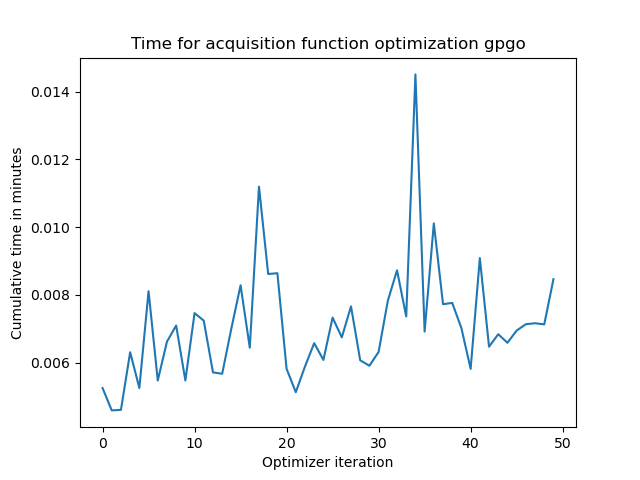 Time for acquisition function optimization gpgo
Cumulative time in minutes
0.014
0.012
0.010
0.008
0.006
0 10 20 30 40 50
Optimizer iteration